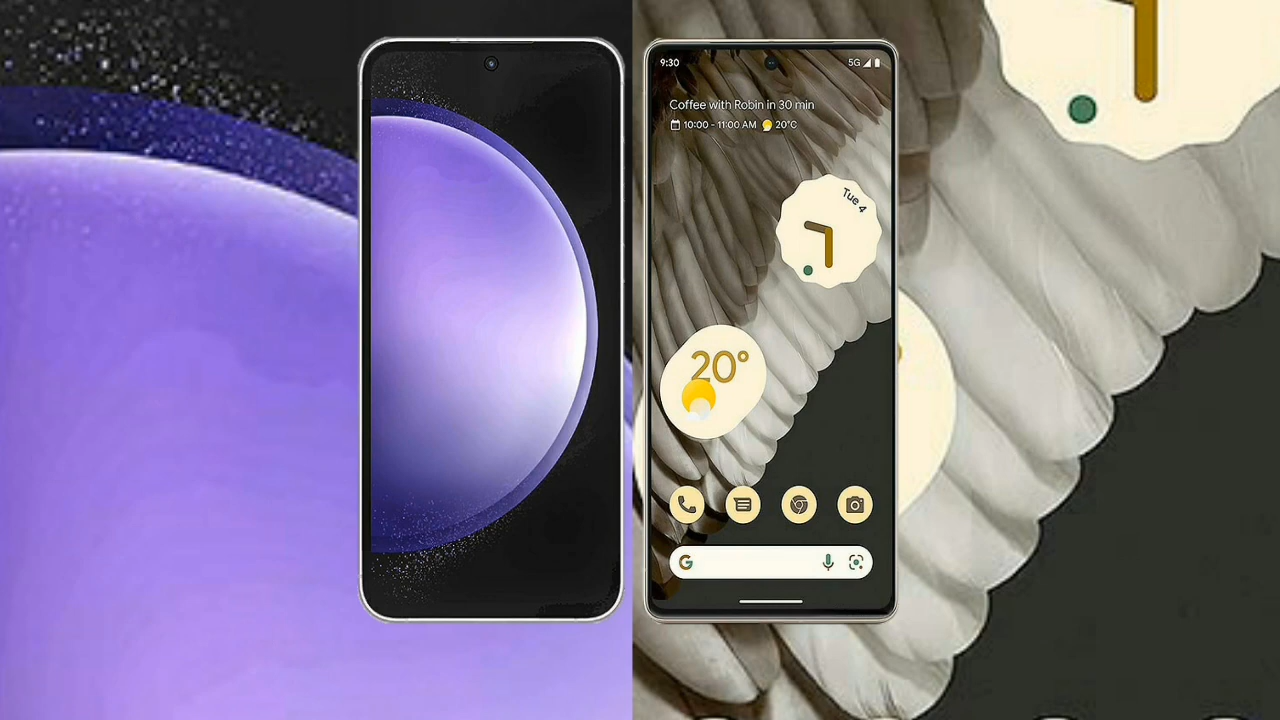 9:30
5G
Coffee with Robin in 30 min
10:00 - 11:00 AM 20°C
Tue 4
20°
G